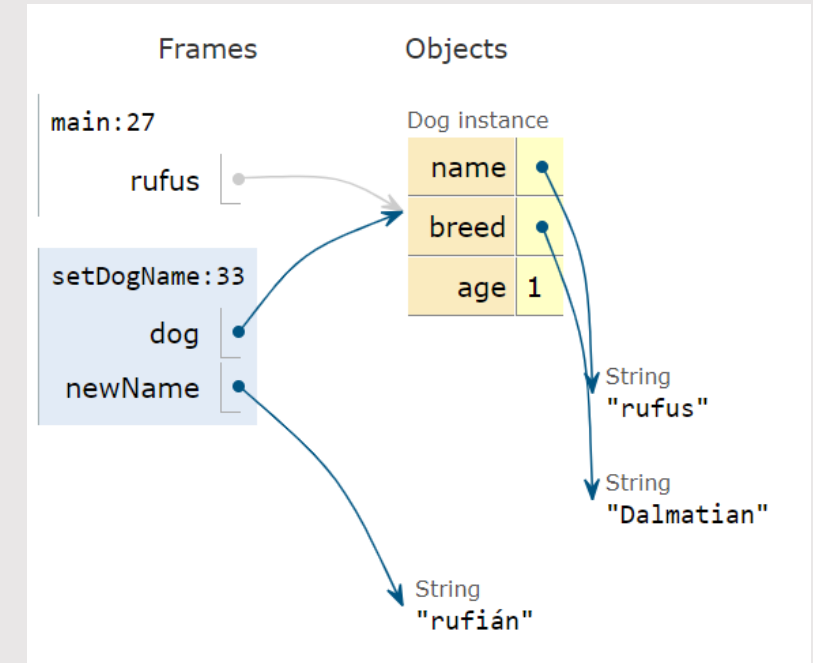 Frames Objects
main:27
rufus
Dog instance
name
breed
age 1
setDogName:33
dog
newName
String
"rufus"
String
"Dalmatian"
String
"rufián"